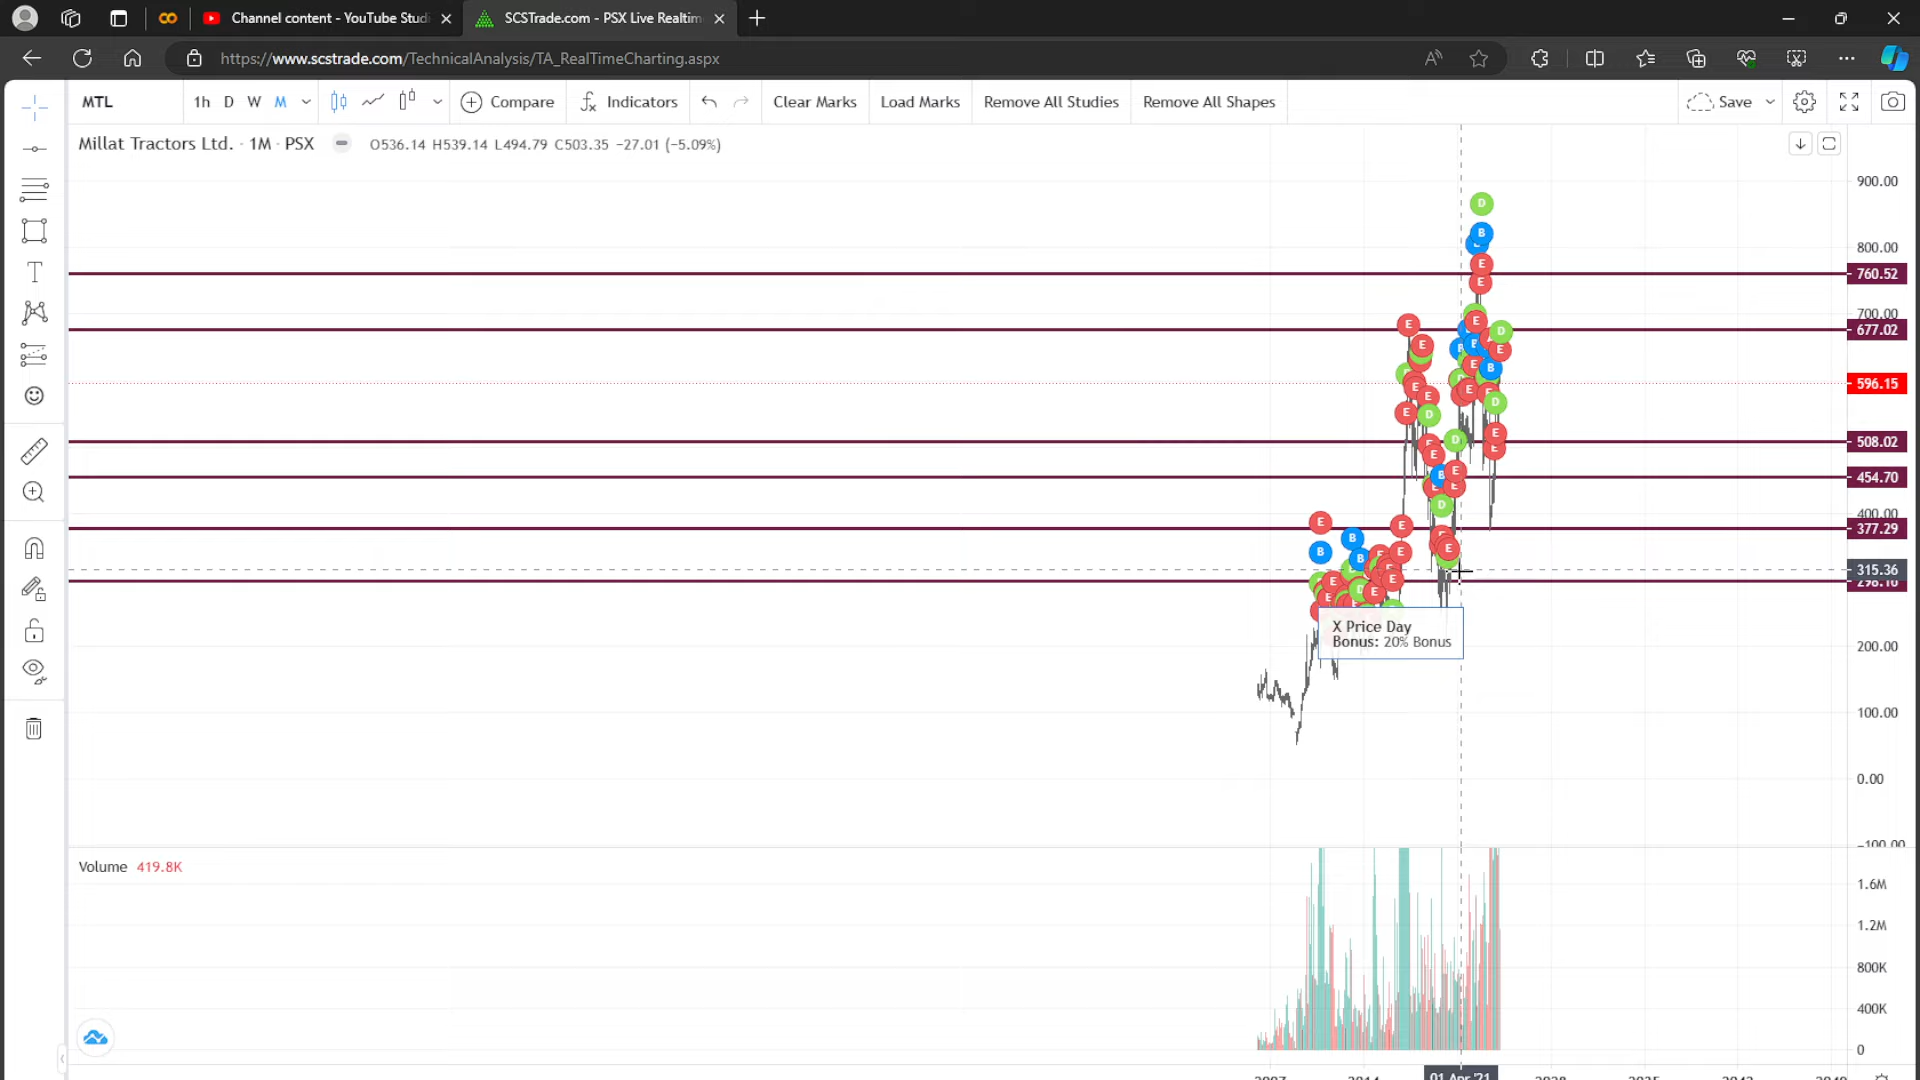 Channel content - YouTube Studi
SCSTrade.com - PSX Live Realtim
https://www.scstrade.com/TechnicalAnalysis/TA_RealTimeCharting.aspx
MTL
1h D W M
Compare
Indicators
Clear Marks
Load Marks
Remove All Studies
Remove All Shapes
Save
Millat Tractors Ltd. · 1M · PSX
O536.14 H539.14 L494.79 C503.35 −27.01 (−5.09%)
900.00
800.00
760.52
700.00
677.02
596.15
508.02
454.70
400.00
377.29
315.36
298.16
200.00
100.00
0.00
−100.00
X Price Day
Bonus: 20% Bonus
Volume 419.8K
1.6M
1.2M
800K
400K
0
01 Apr '21